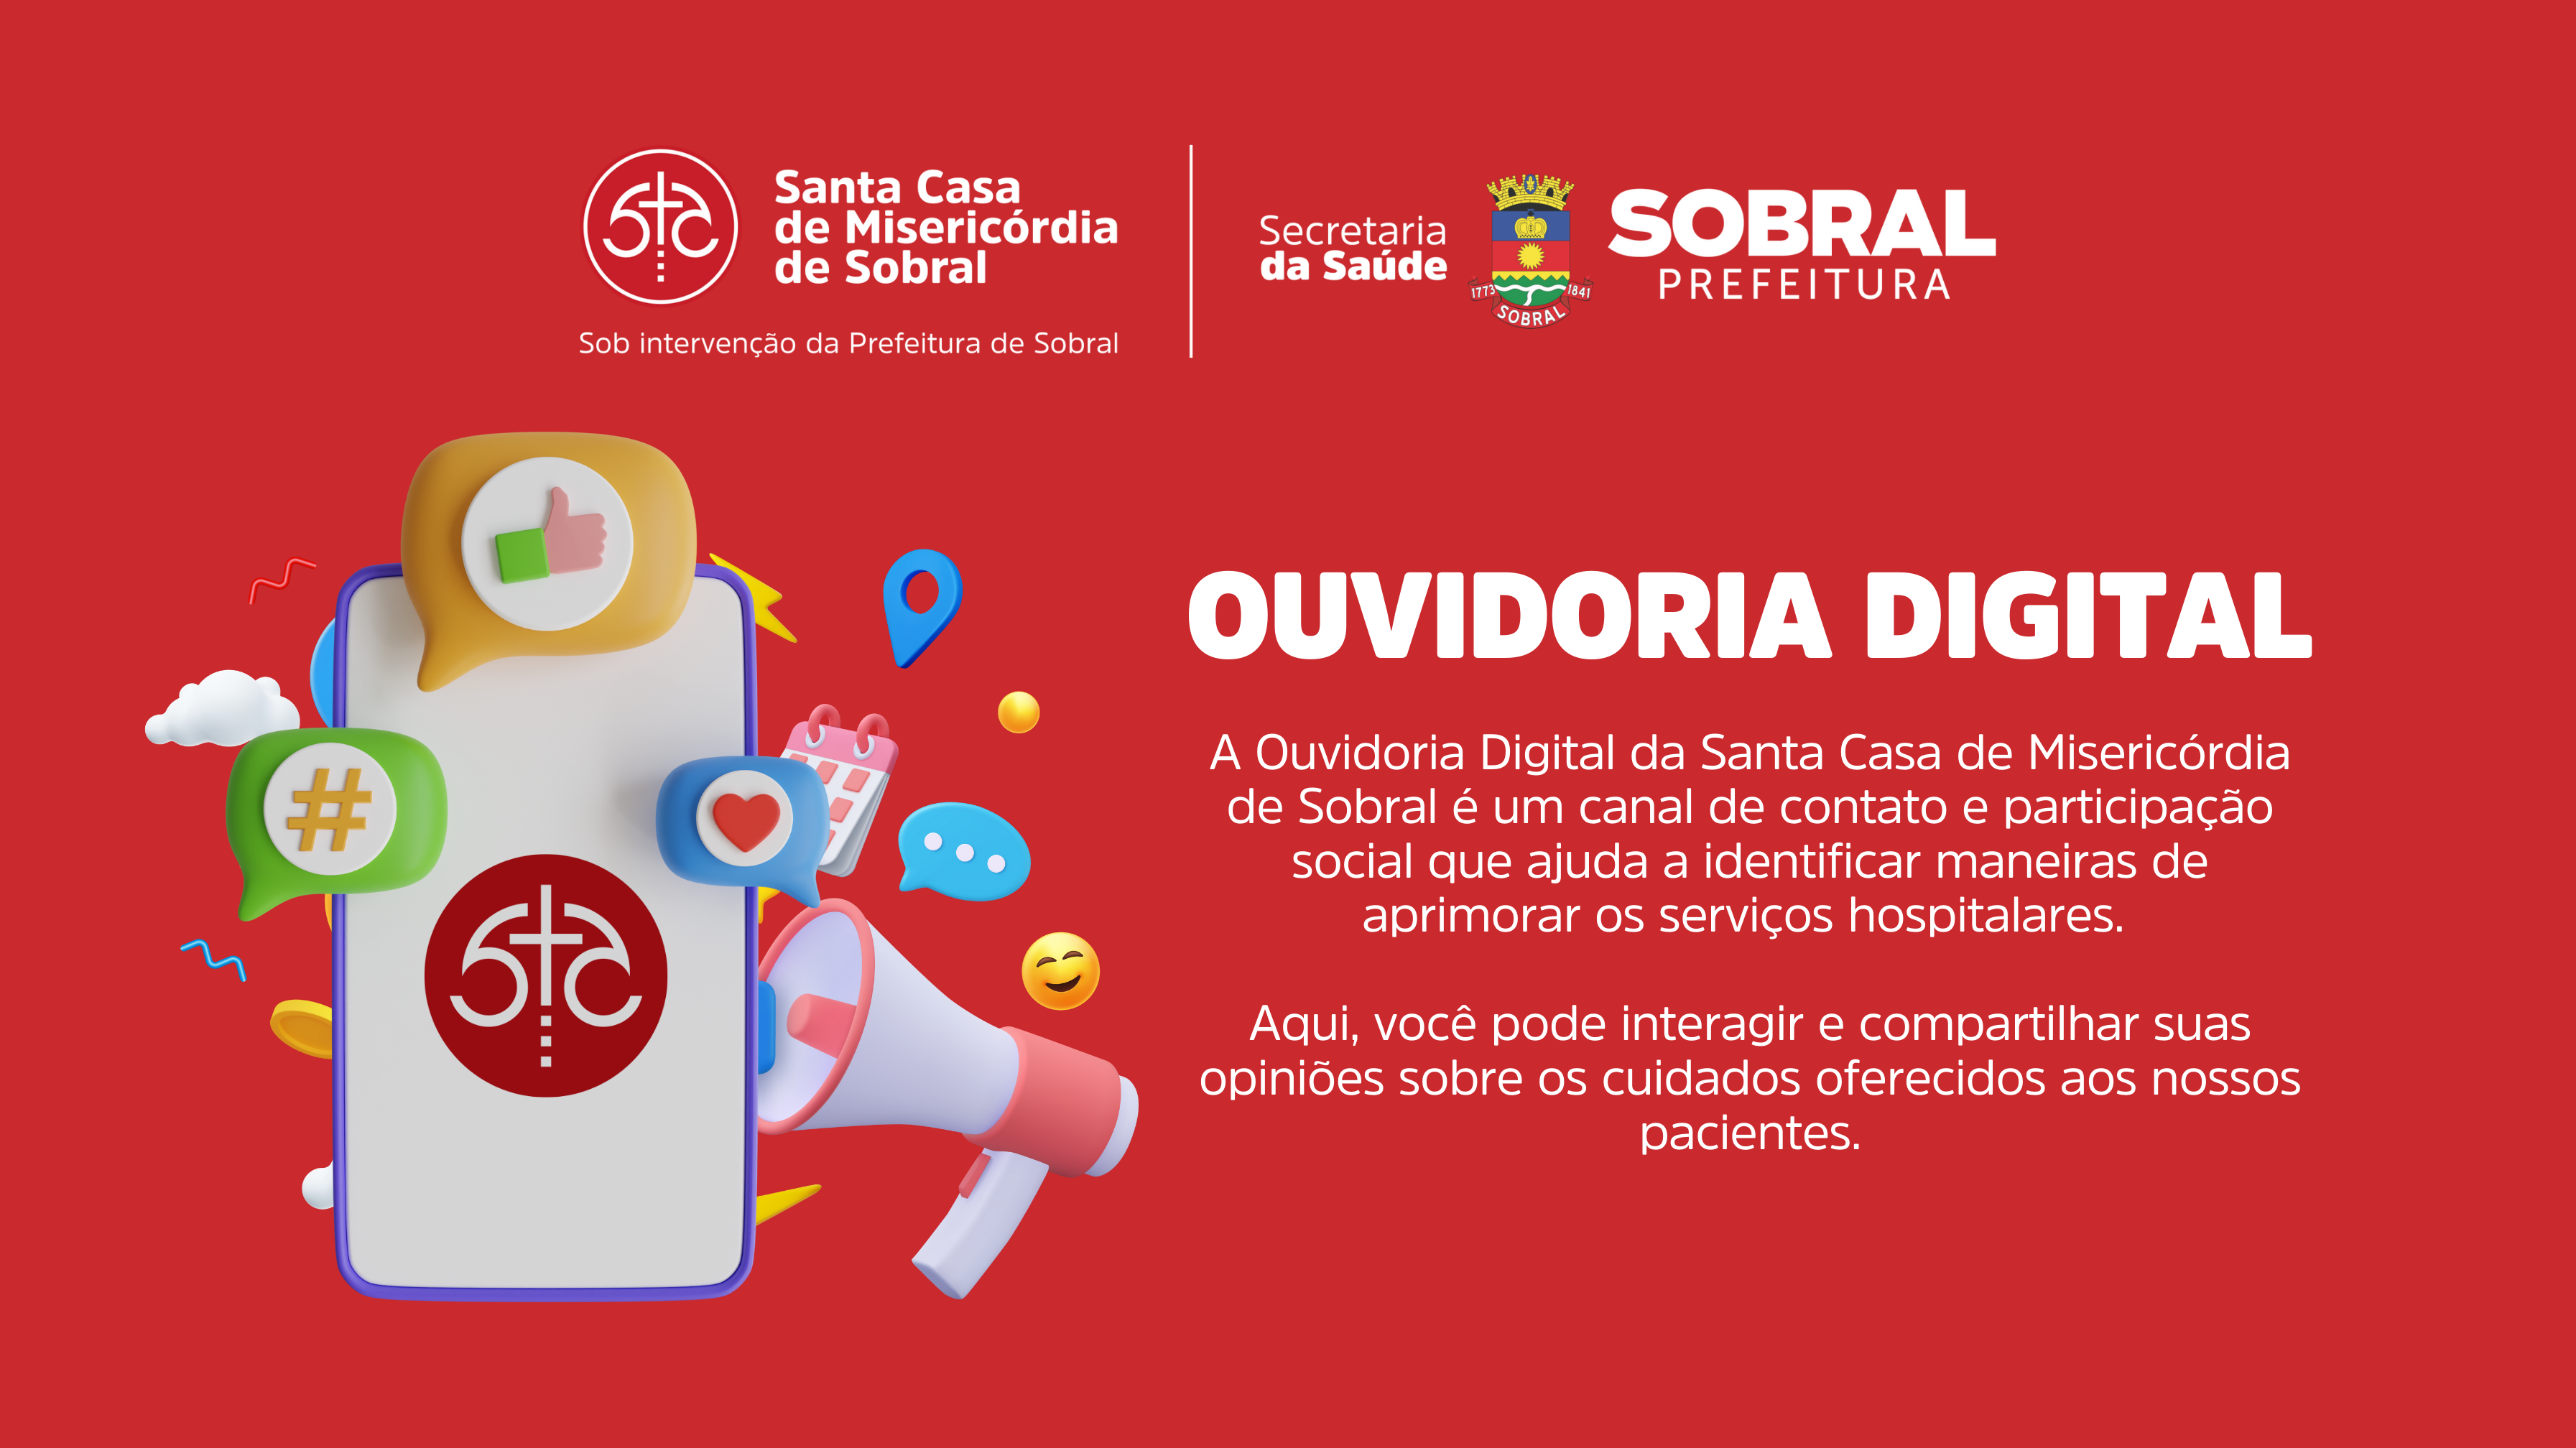 Santa Casa
de Misericórdia
de Sobral
Sob intervenção da Prefeitura de Sobral
Secretaria
da Saúde
1773
1841
SOBRAL
SOBRAL
PREFEITURA
OUVIDORIA DIGITAL
A Ouvidoria Digital da Santa Casa de Misericórdia
de Sobral é um canal de contato e participação
social que ajuda a identificar maneiras de
aprimorar os serviços hospitalares.
Aqui, você pode interagir e compartilhar suas
opiniões sobre os cuidados oferecidos aos nossos
pacientes.
#